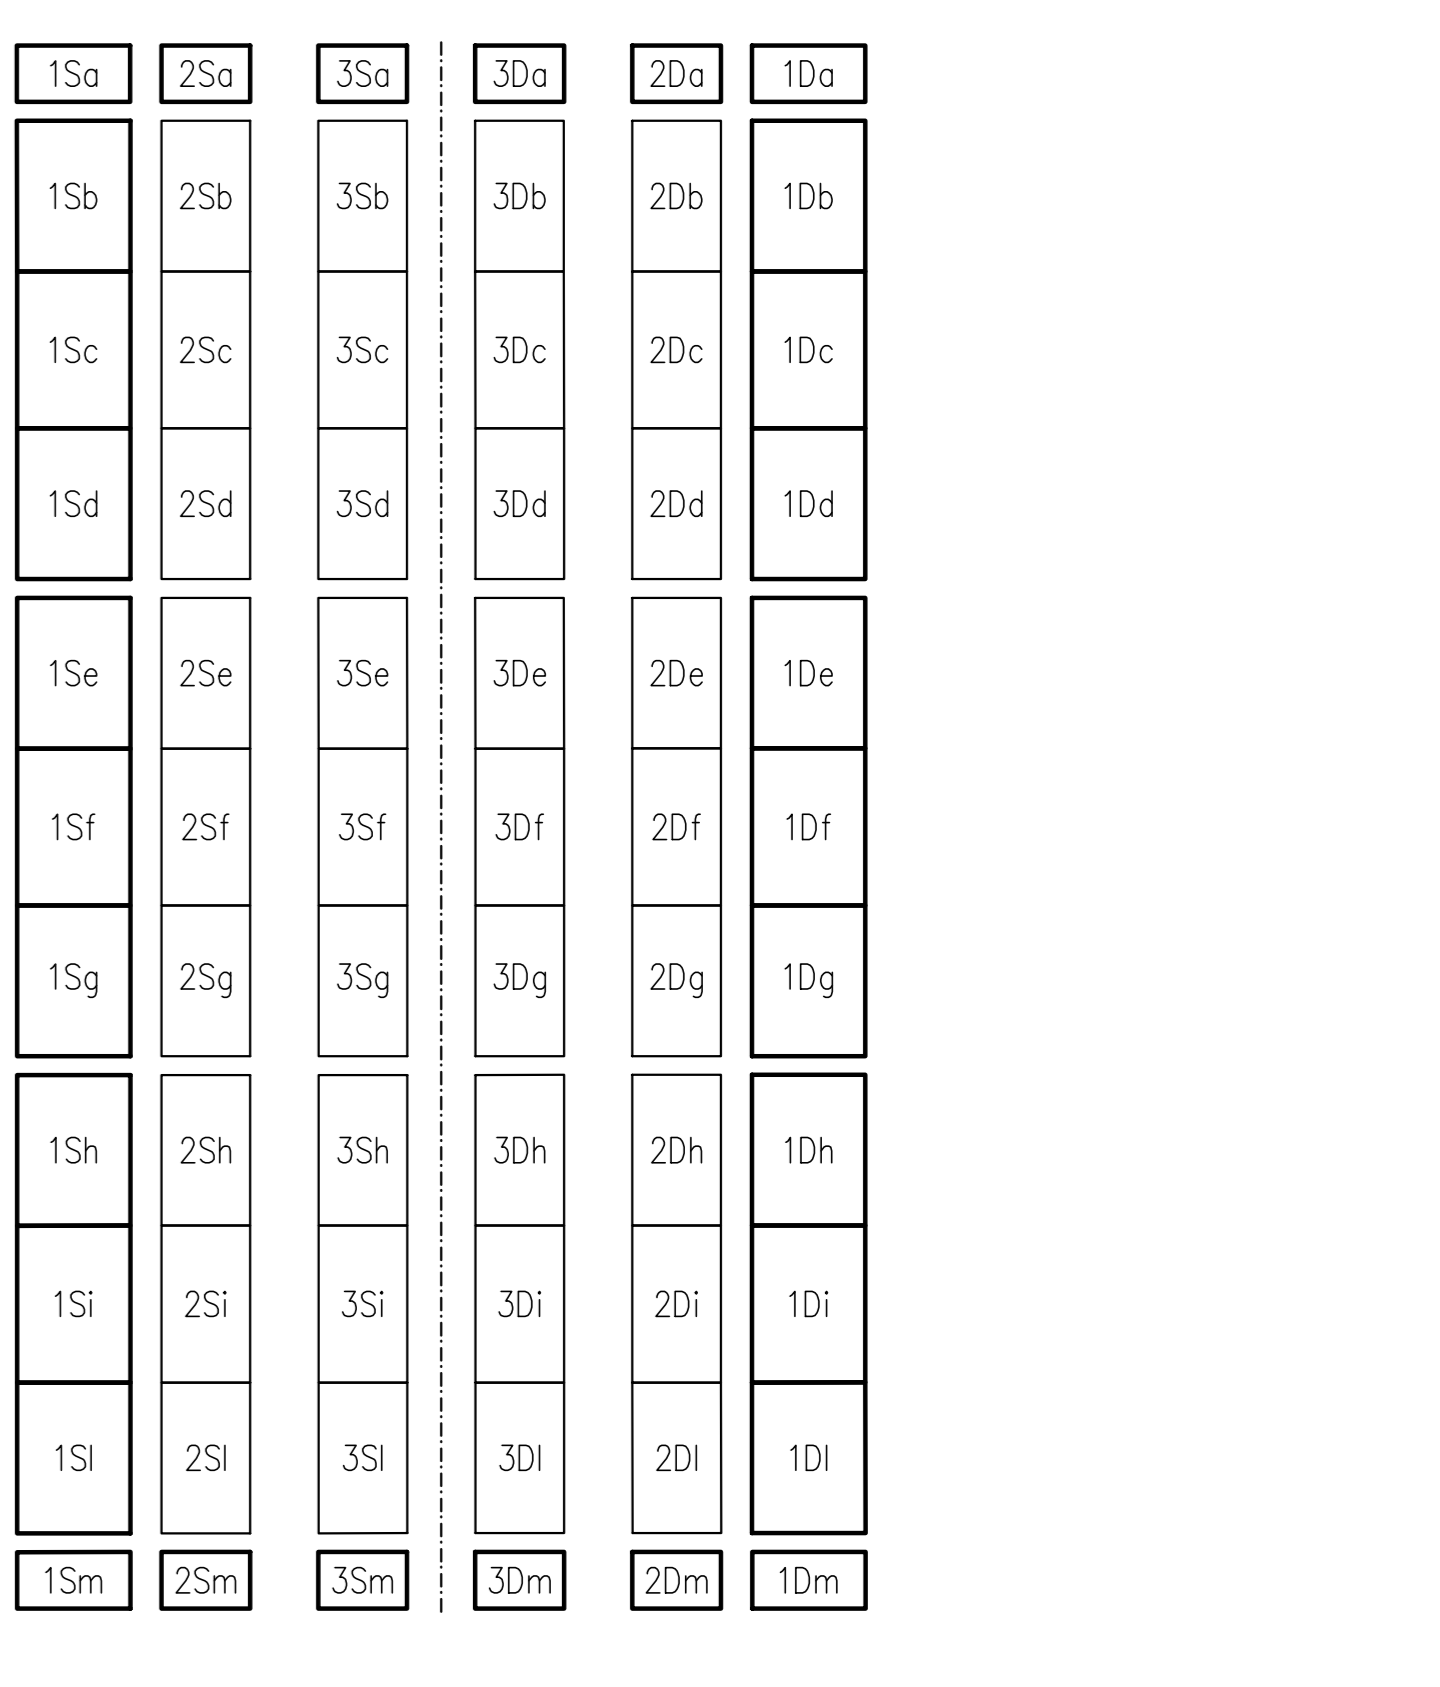 1Sa 2Sa 3Sa 3Da 2Da 1Da
1Sb 2Sb 3Sb 3Db 2Db 1Db
1Sc 2Sc 3Sc 3Dc 2Dc 1Dc
1Sd 2Sd 3Sd 3Dd 2Dd 1Dd
1Se 2Se 3Se 3De 2De 1De
1Sf 2Sf 3Sf 3Df 2Df 1Df
1Sg 2Sg 3Sg 3Dg 2Dg 1Dg
1Sh 2Sh 3Sh 3Dh 2Dh 1Dh
1Si 2Si 3Si 3Di 2Di 1Di
1Sl 2Sl 3Sl 3Dl 2Dl 1Dl
1Sm 2Sm 3Sm 3Dm 2Dm 1Dm